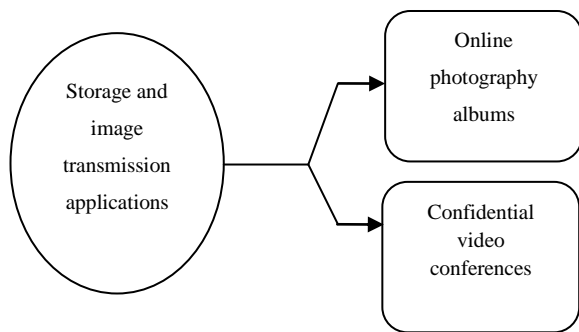 Storage and
image
transmission
applications
Online
photography
albums
Confidential
video
conferences